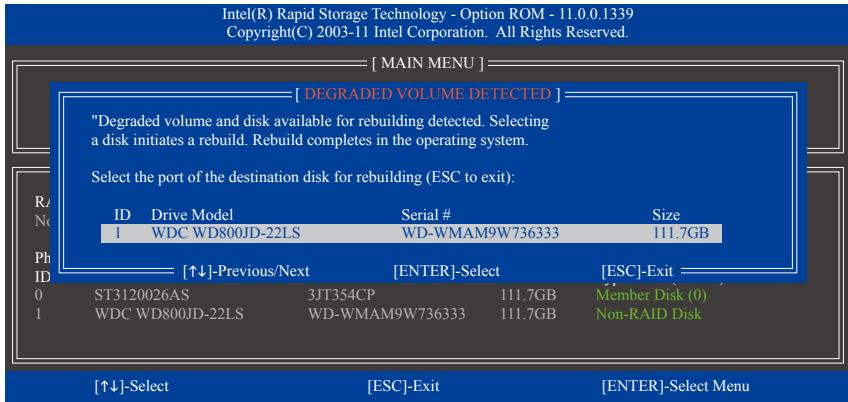 Intel(R) Rapid Storage Technology - Option ROM - 11.0.0.1339
Copyright(C) 2003-11 Intel Corporation. All Rights Reserved.
[ MAIN MENU ]
[ DEGRADED VOLUME DETECTED ]
"Degraded volume and disk available for rebuilding detected. Selecting
a disk initiates a rebuild. Rebuild completes in the operating system.
Select the port of the destination disk for rebuilding (ESC to exit):
ID Drive Model Serial # Size
1 WDC WD800JD-22LS WD-WMAM9W736333 111.7GB
[↑↓]-Previous/Next [ENTER]-Select [ESC]-Exit
ID
0 ST3120026AS 3JT354CP 111.7GB Member Disk (0)
1 WDC WD800JD-22LS WD-WMAM9W736333 111.7GB Non-RAID Disk
[↑↓]-Select [ESC]-Exit [ENTER]-Select Menu